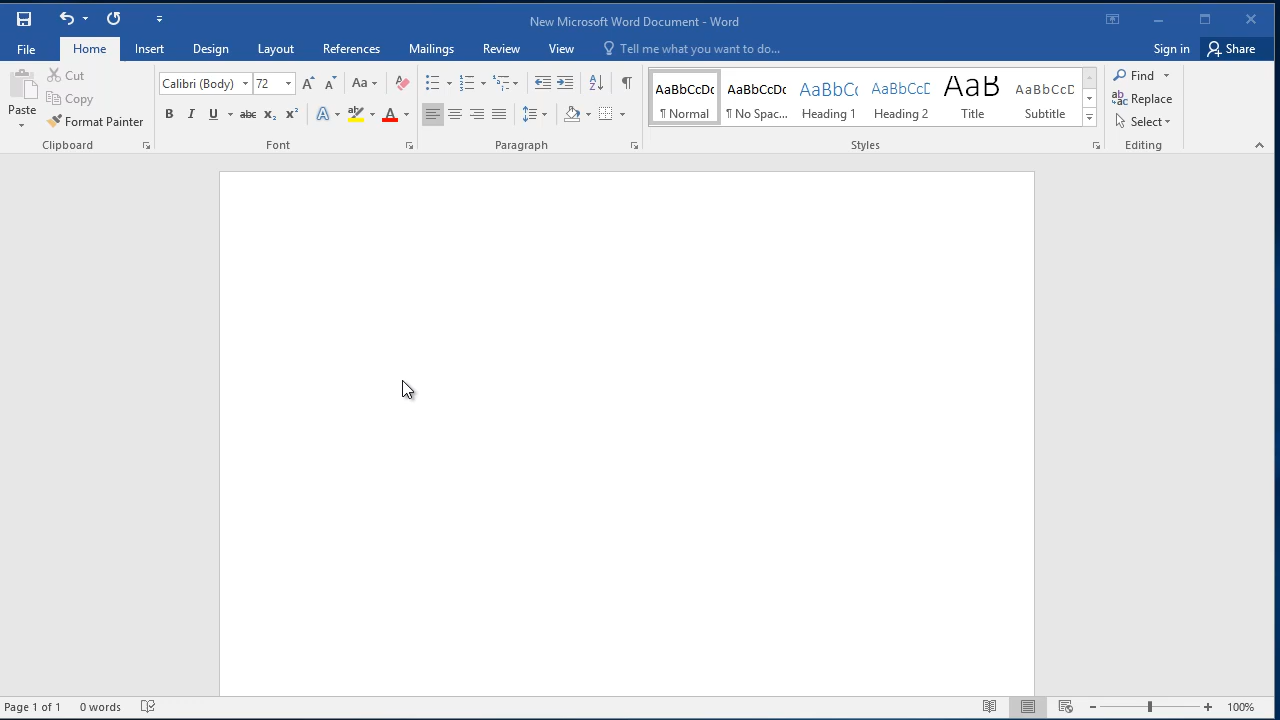 New Microsoft Word Document - Word
File Home Insert Design Layout References Mailings Review View Tell me what you want to do... Sign in Share
Paste
Cut
Copy
Format Painter
Clipboard
Calibri (Body) 72 Aa
B I U abc x₂ x² A ab A
Font
Paragraph
AaBbCcDc AaBbCcDc AaBbCc AaBbCcD AaB AaBbCcD
¶ Normal ¶ No Spac... Heading 1 Heading 2 Title Subtitle
Styles
Find
Replace
Select
Editing
Page 1 of 1 0 words 100%